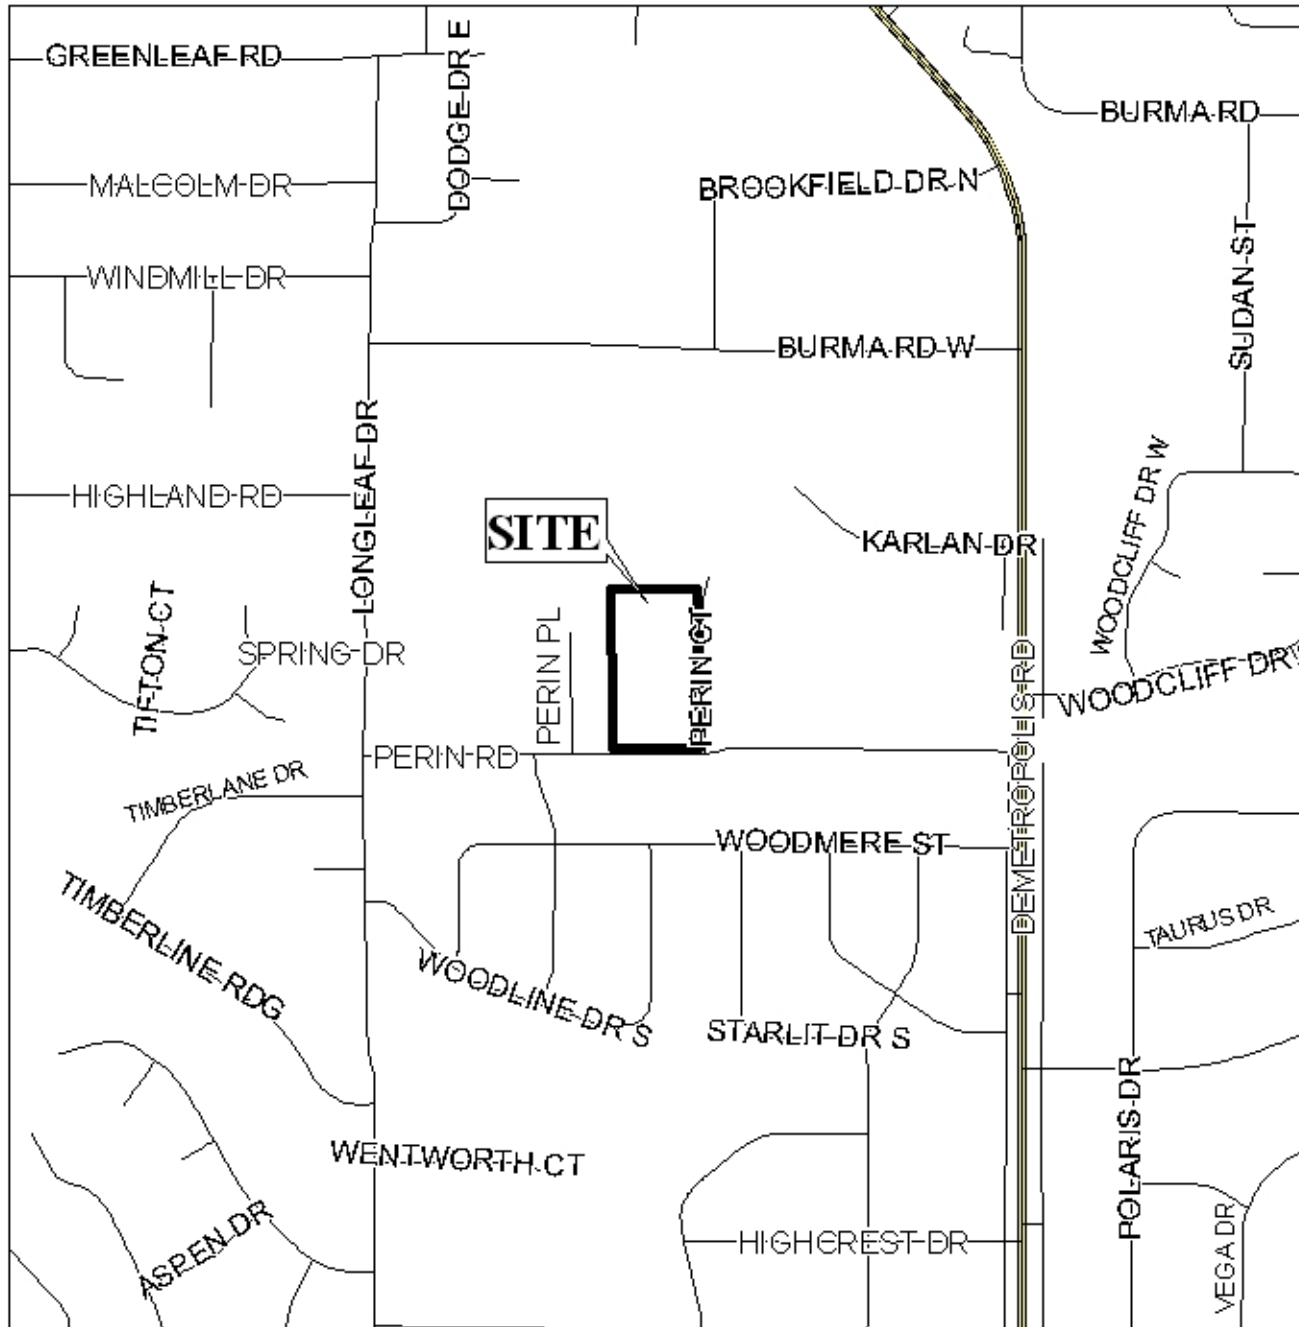 GREENLEAF RD
DODGE DR E
BURMA RD
MALCOLM DR
BROOKFIELD DR N
WINDMILL DR
SUDAN ST
BURMA RD W
LONGLEAF DR
HIGHLAND RD
SITE
KARLAN DR
WOODCLIFF DR W
TIFTON CT
SPRING DR
PERIN PL
PERIN CT
WOODCLIFF DR
PERIN RD
DEMETROPOLIS RD
TIMBERLANE DR
WOODMERE ST
TIMBERLINE RDG
TAURUS DR
WOODLINE DR S
STARLIT DR S
POLARIS DR
WENTWORTH CT
ASPEN DR
HIGHCREST DR
VEGA DR